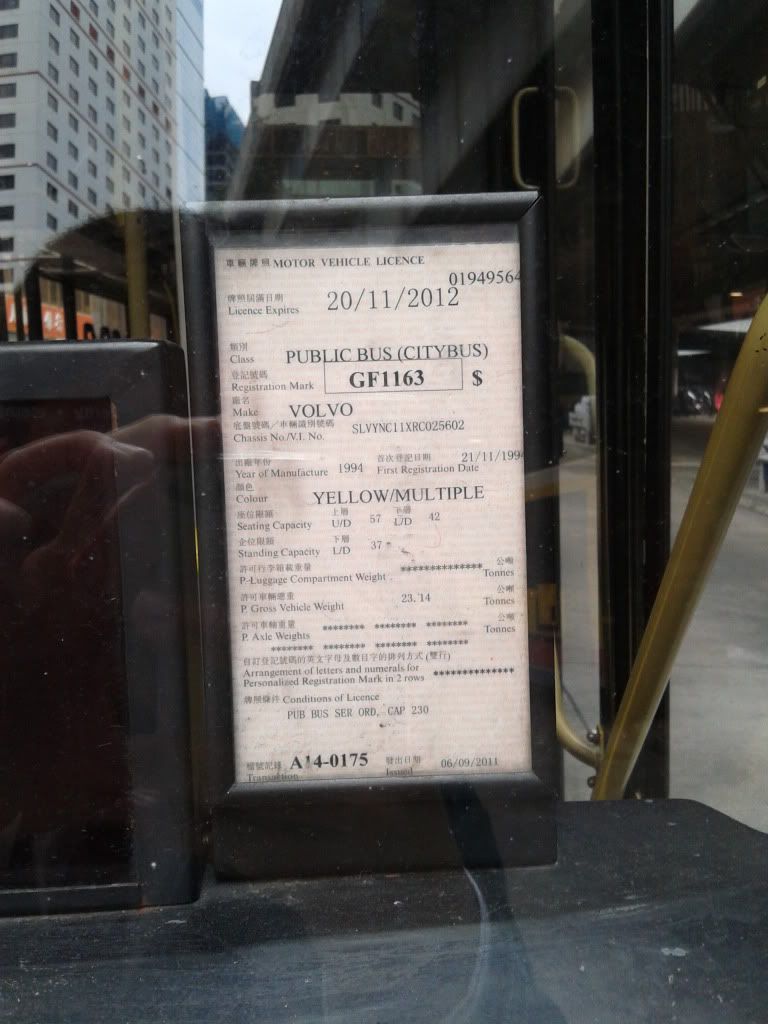 車輛牌照 MOTOR VEHICLE LICENCE
01949564
牌照屆滿日期
Licence Expires 20/11/2012
類別
Class PUBLIC BUS (CITYBUS)
登記號碼
Registration Mark GF1163 $
廠名
Make VOLVO
底盤號碼/車輛識別號碼
Chassis No./V.I. No. SLVYNC11XRC025602
出廠年份 首次登記日期 21/11/1994
Year of Manufacture 1994 First Registration Date
顏色
Colour YELLOW/MULTIPLE
座位限額 上層 下層
Seating Capacity U/D 57 L/D 42
企位限額 下層
Standing Capacity L/D 37
許可行李箱載重量 公噸
P.-Luggage Compartment Weight **************Tonnes
許可車輛總重 公噸
P. Gross Vehicle Weight 23.14 Tonnes
許可車軸重量 公噸
P. Axle Weights ******** ******** ******** Tonnes
******** ******** ********
自訂登記號碼的英文字母及數目字的排列方式(雙行)
Arrangement of letters and numerals for
Personalized Registration Mark in 2 rows **************
牌照條件 Conditions of Licence
PUB BUS SER ORD, CAP 230
檔號記錄 A14-0175 發出日期
Transaction Issued 06/09/2011